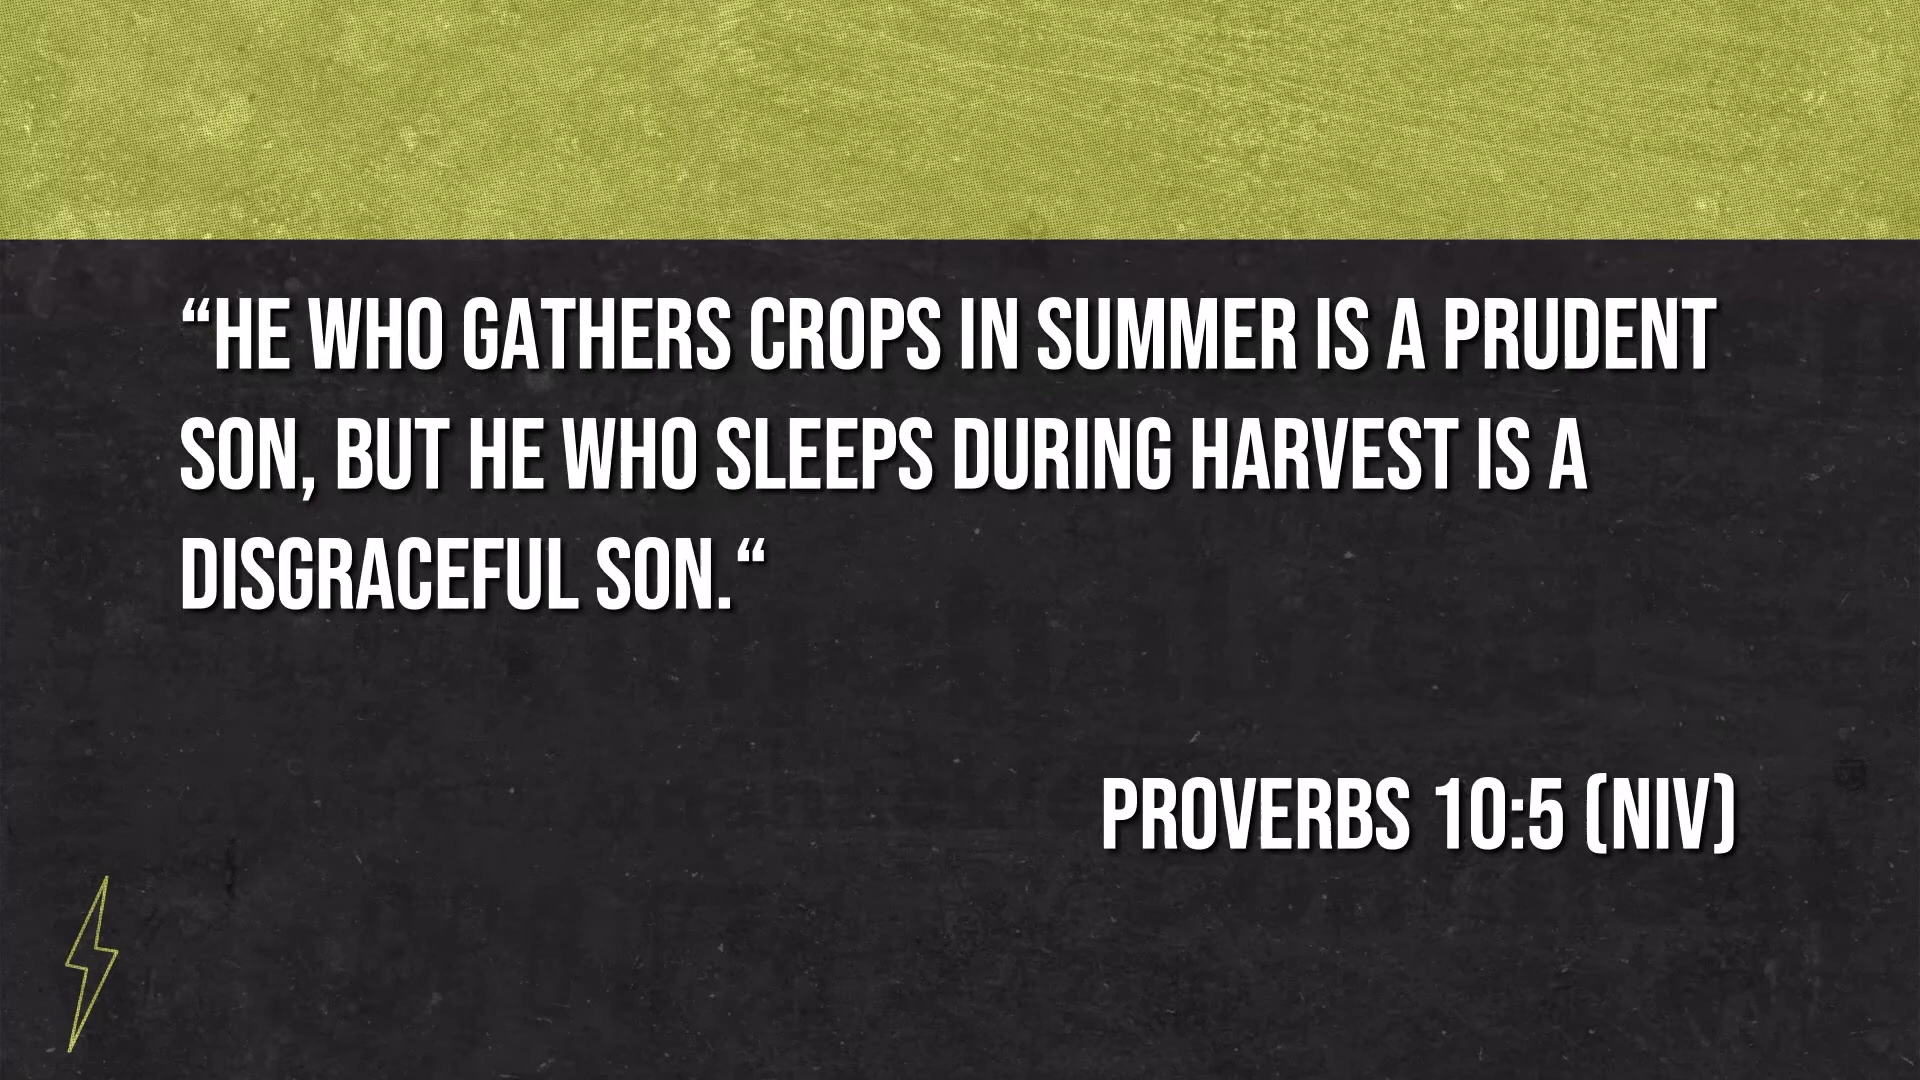 “HE WHO GATHERS CROPS IN SUMMER IS A PRUDENT
SON, BUT HE WHO SLEEPS DURING HARVEST IS A
DISGRACEFUL SON.“
PROVERBS 10:5 (NIV)